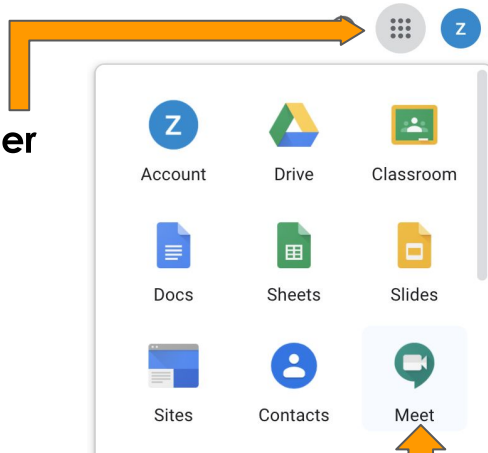 Z
er
Z
Account Drive Classroom
Docs Sheets Slides
Sites Contacts Meet